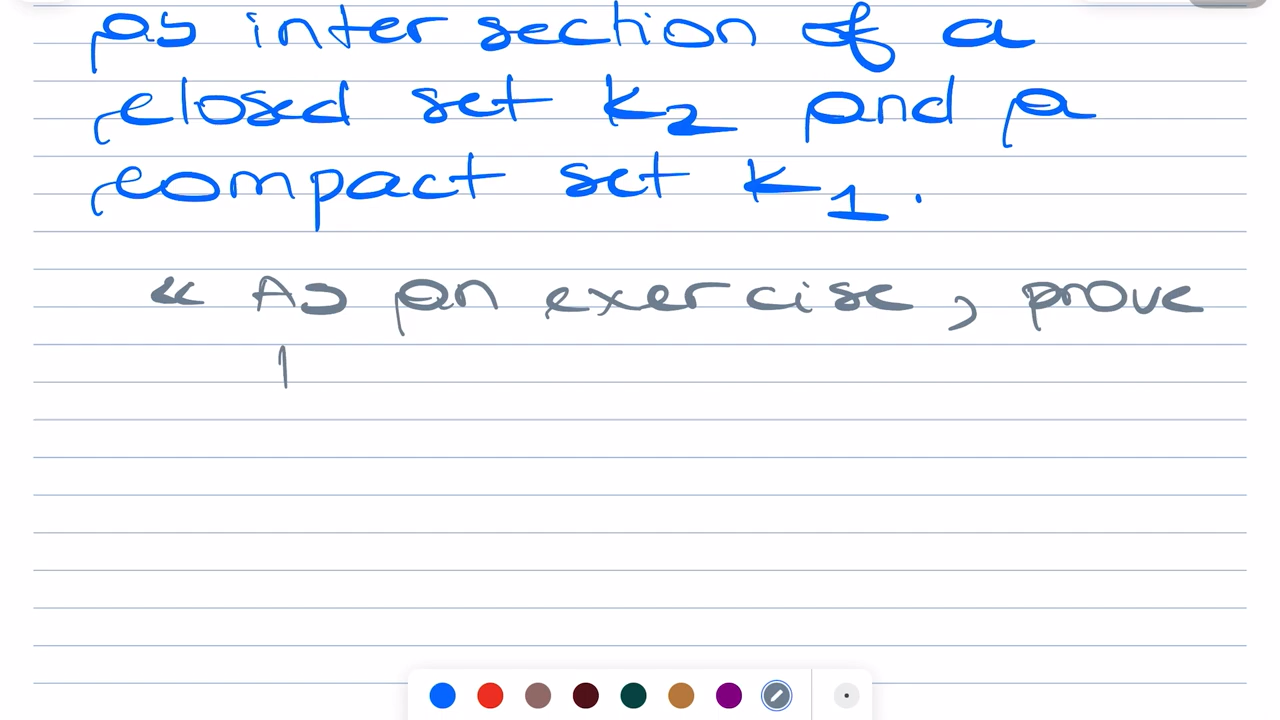 as intersection of a
closed set K₂ and a
compact set K₁.
« As an exercise, prove